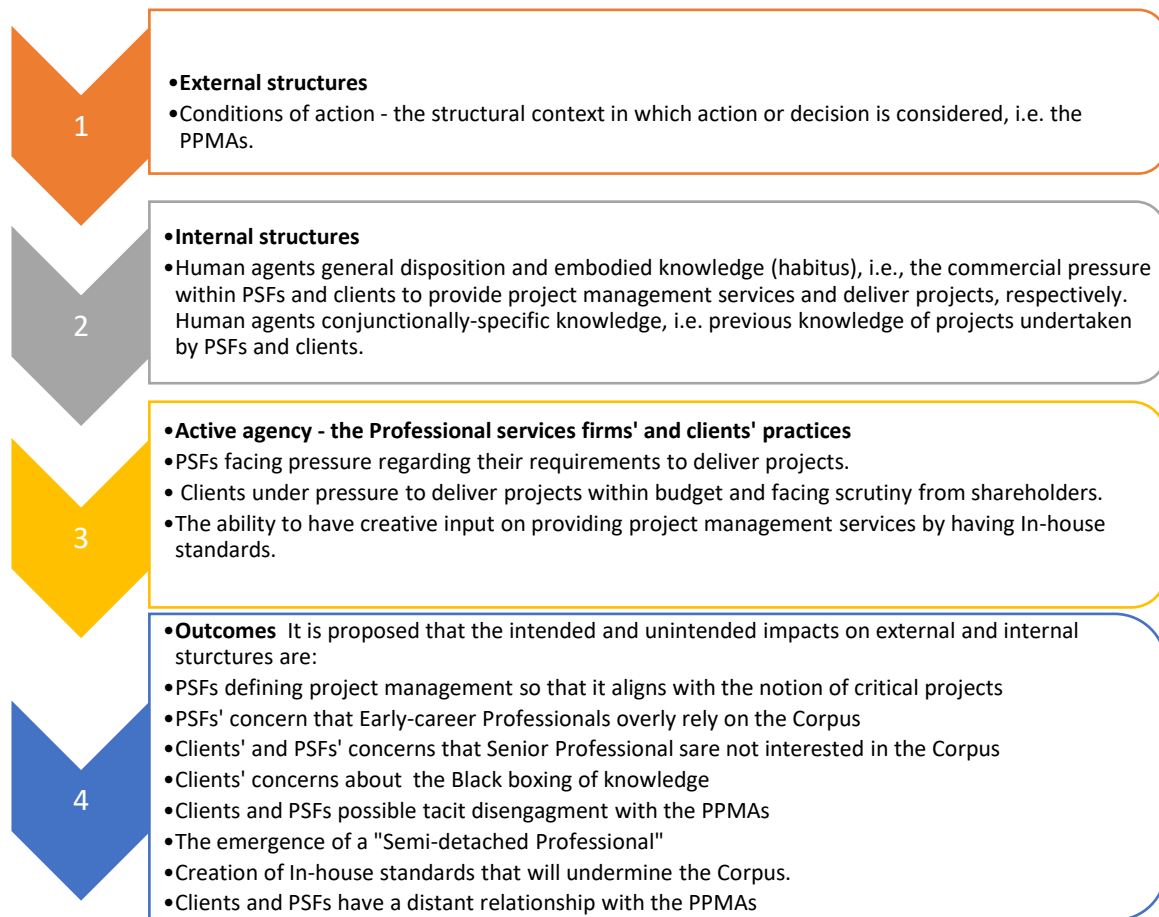 1
•External structures
•Conditions of action - the structural context in which action or decision is considered, i.e. the
PPMAs.
2
•Internal structures
•Human agents general disposition and embodied knowledge (habitus), i.e., the commercial pressure
within PSFs and clients to provide project management services and deliver projects, respectively.
Human agents conjunctionally-specific knowledge, i.e. previous knowledge of projects undertaken
by PSFs and clients.
3
•Active agency - the Professional services firms' and clients' practices
•PSFs facing pressure regarding their requirements to deliver projects.
• Clients under pressure to deliver projects within budget and facing scrutiny from shareholders.
•The ability to have creative input on providing project management services by having In-house
standards.
4
•Outcomes  It is proposed that the intended and unintended impacts on external and internal
sturctures are:
•PSFs defining project management so that it aligns with the notion of critical projects
•PSFs' concern that Early-career Professionals overly rely on the Corpus
•Clients' and PSFs' concerns that Senior Professional sare not interested in the Corpus
•Clients' concerns about  the Black boxing of knowledge
•Clients and PSFs possible tacit disengagment with the PPMAs
•The emergence of a "Semi-detached Professional"
•Creation of In-house standards that will undermine the Corpus.
•Clients and PSFs have a distant relationship with the PPMAs